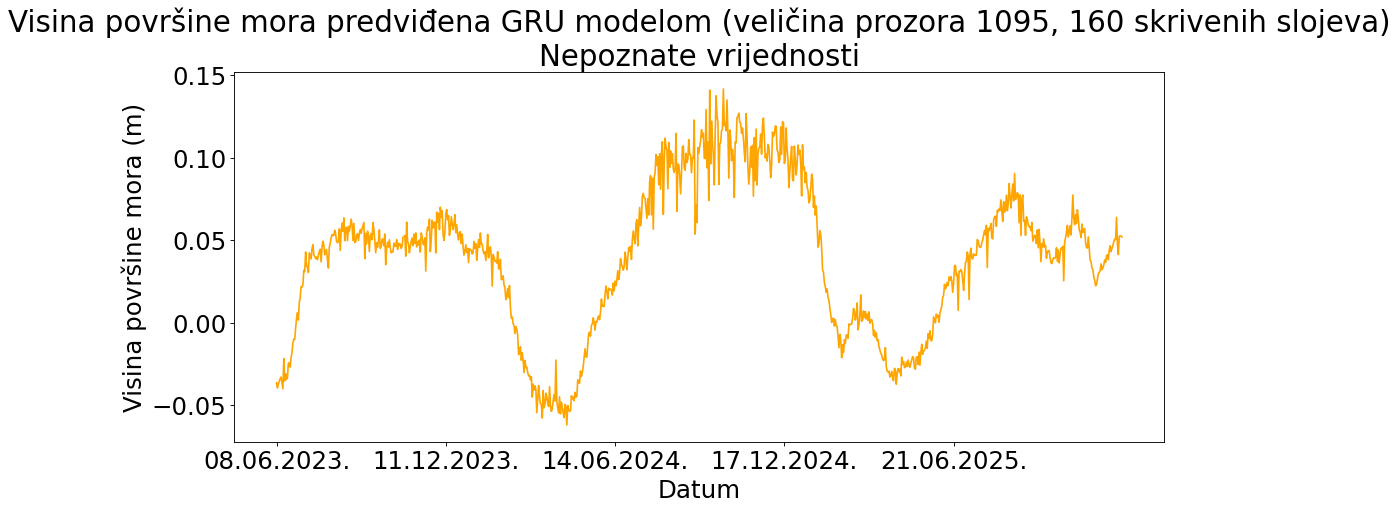 Visina površine mora predviđena GRU modelom (veličina prozora 1095, 160 skrivenih slojeva)
Nepoznate vrijednosti
Visina površine mora (m)
0.15
0.10
0.05
0.00
−0.05
08.06.2023. 11.12.2023. 14.06.2024. 17.12.2024. 21.06.2025.
Datum